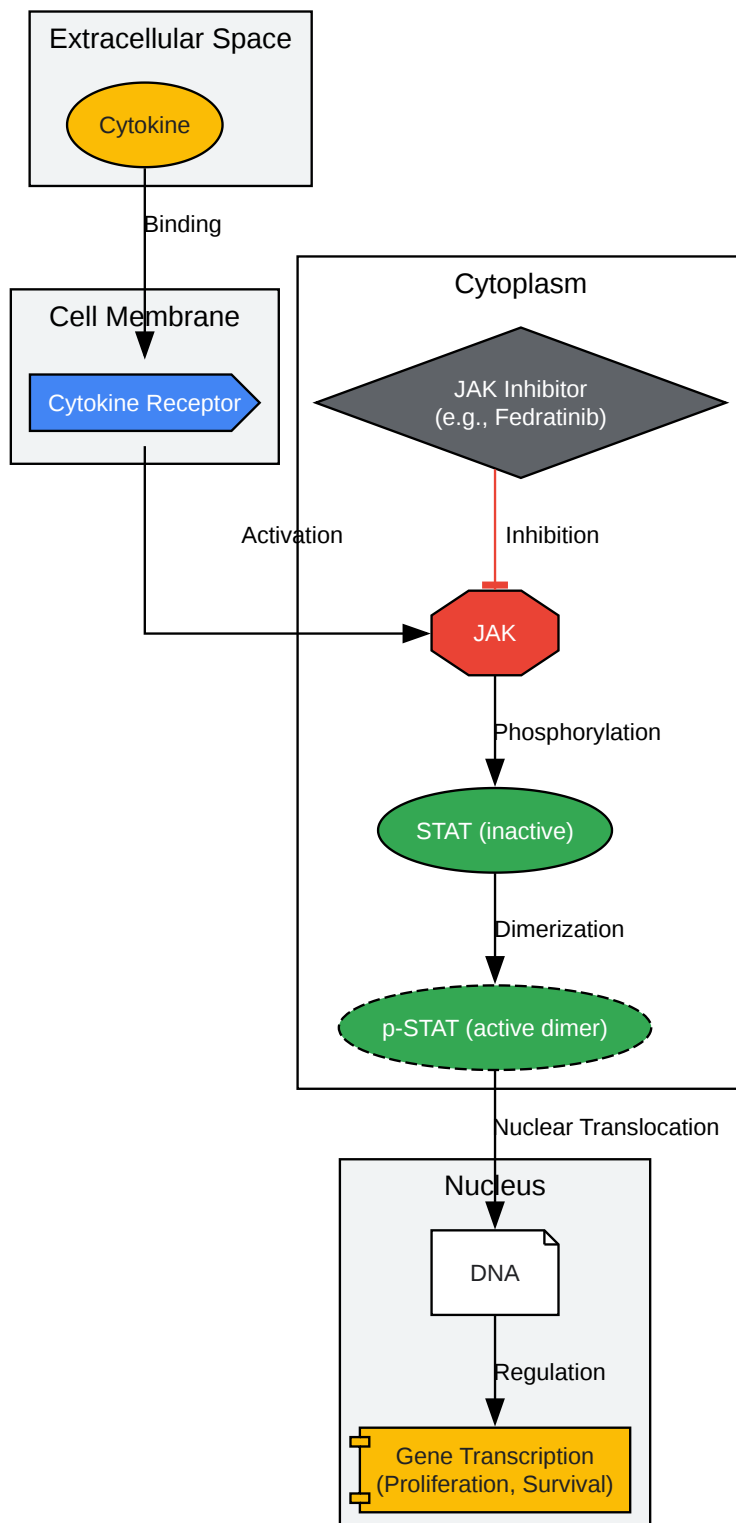 Extracellular Space
Cytokine
Binding
Cell Membrane
Cytokine Receptor
Cytoplasm
JAK Inhibitor
(e.g., Fedratinib)
Activation
Inhibition
JAK
Phosphorylation
STAT (inactive)
Dimerization
p-STAT (active dimer)
Nuclear Translocation
Nucleus
DNA
Regulation
Gene Transcription
(Proliferation, Survival)